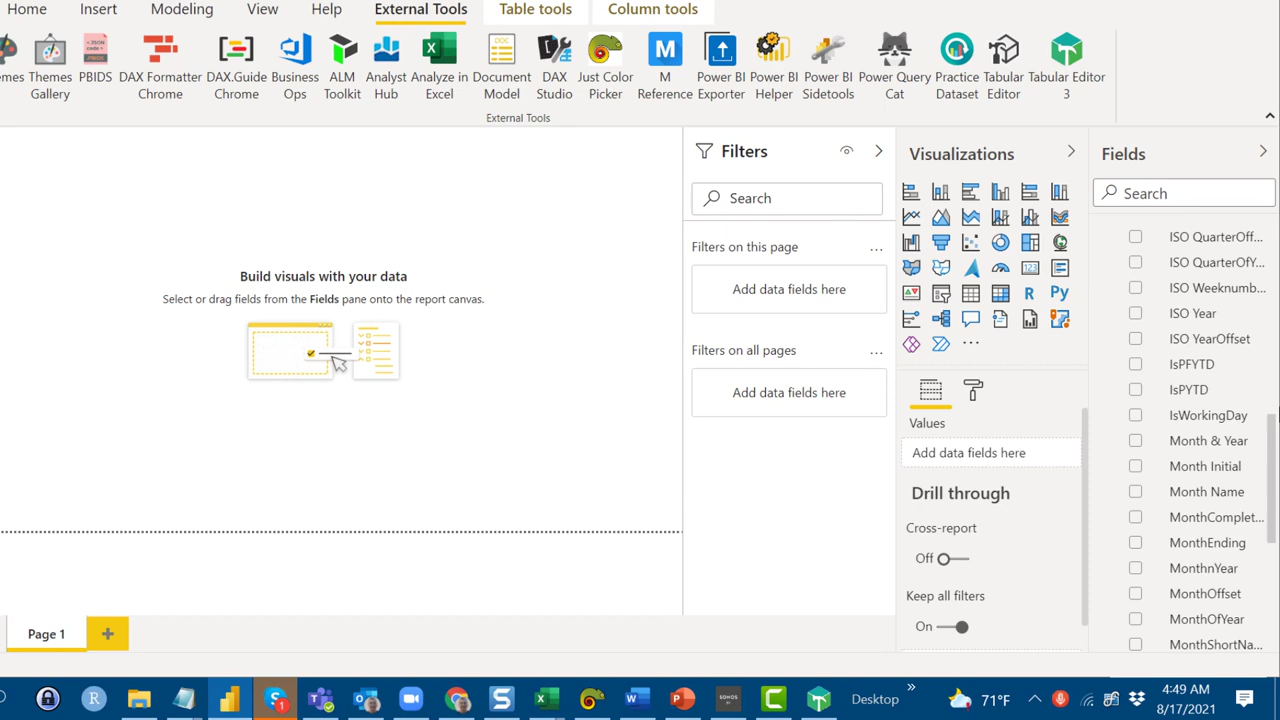 Home Insert Modeling View Help External Tools Table tools Column tools
emes Themes Gallery PBIDS DAX Formatter Chrome DAX.Guide Chrome Business Ops ALM Toolkit Analyst Hub Analyze in Excel Document Model DAX Studio Just Color Picker M Reference Power BI Exporter Power BI Helper Power BI Sidetools Power Query Cat Practice Dataset Tabular Editor Tabular Editor 3
External Tools
Build visuals with your data
Select or drag fields from the Fields pane onto the report canvas.
Filters
Search
Filters on this page
...
Add data fields here
Filters on all pages
...
Add data fields here
Visualizations
R Py
...
Values
Add data fields here
Drill through
Cross-report
Off
Keep all filters
On
Fields
Search
ISO QuarterOff...
ISO QuarterOfY...
ISO Weeknumb...
ISO Year
ISO YearOffset
IsPFYTD
IsPYTD
IsWorkingDay
Month & Year
Month Initial
Month Name
MonthComplet...
MonthEnding
MonthnYear
MonthOffset
MonthOfYear
MonthShortNa...
Page 1
Desktop
71°F
4:49 AM
8/17/2021